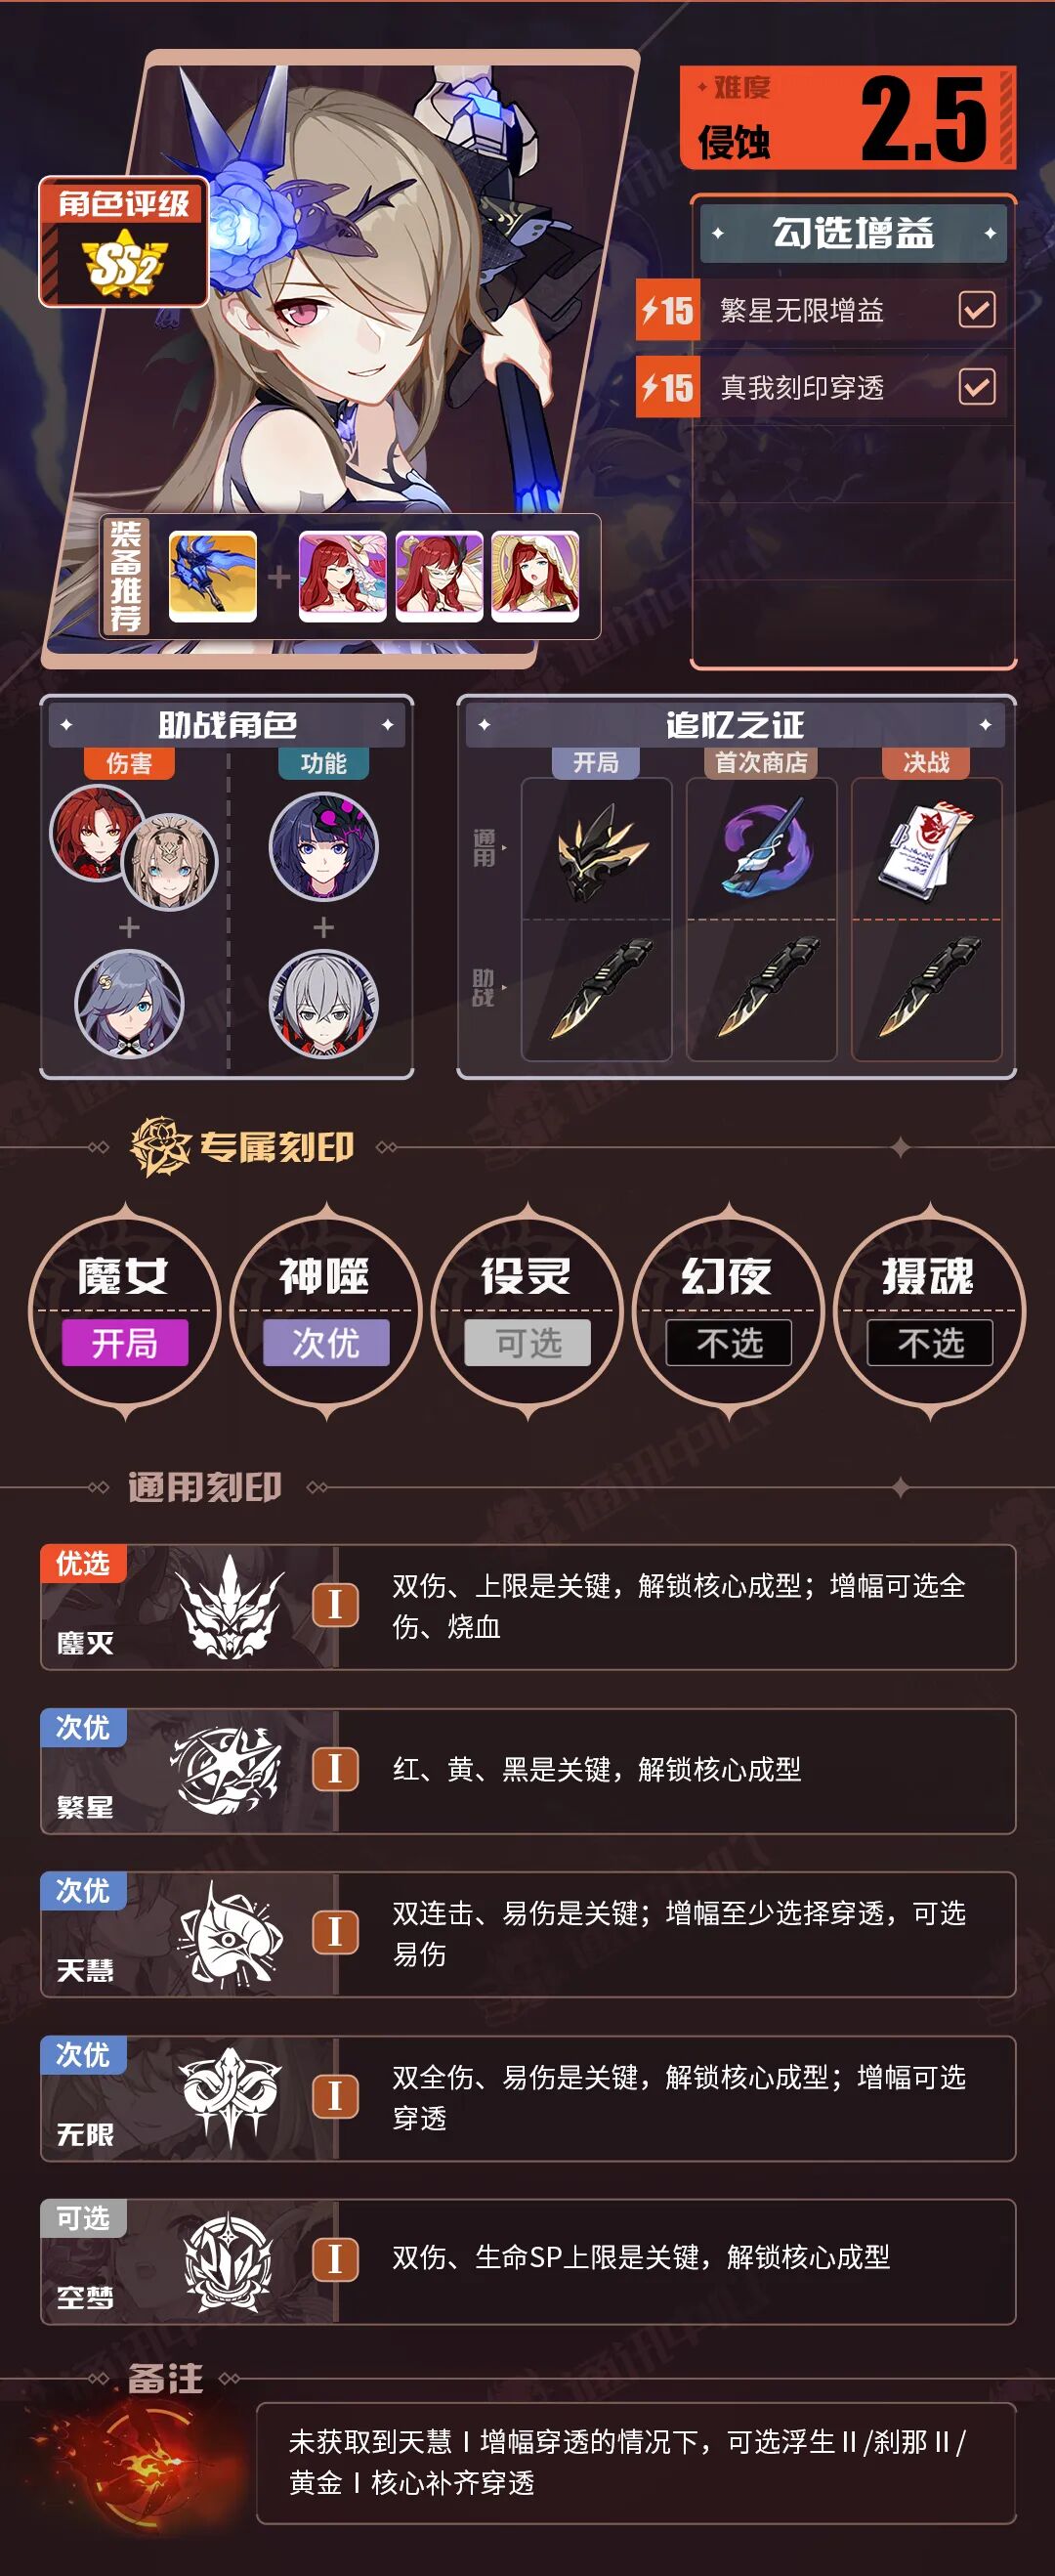 难度
侵蚀
2.5
角色评级
SS2
勾选增益
15 繁星无限增益
15 真我刻印穿透
装备推荐
助战角色
伤害
功能
追忆之证
开局
首次商店
决战
通用
助战
专属刻印
魔女
开局
神噬
次优
役灵
可选
幻夜
不选
摄魂
不选
通用刻印
优选
鏖灭
I
双伤、上限是关键，解锁核心成型；增幅可选全
伤、烧血
次优
繁星
I
红、黄、黑是关键，解锁核心成型
次优
天慧
I
双连击、易伤是关键；增幅至少选择穿透，可选
易伤
次优
无限
I
双全伤、易伤是关键，解锁核心成型；增幅可选
穿透
可选
空梦
I
双伤、生命SP上限是关键，解锁核心成型
备注
未获取到天慧Ⅰ增幅穿透的情况下，可选浮生Ⅱ/刹那Ⅱ/
黄金Ⅰ核心补齐穿透